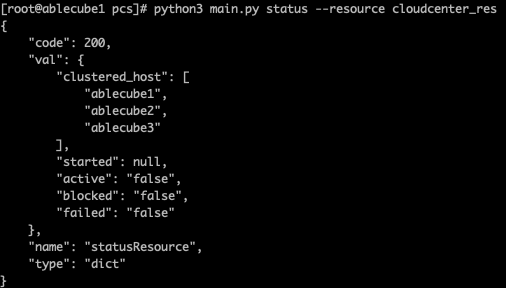 [root@ablecube1 pcs]# python3 main.py status --resource cloudcenter_res
{
    "code": 200,
    "val": {
        "clustered_host": [
            "ablecube1",
            "ablecube2",
            "ablecube3"
        ],
        "started": null,
        "active": "false",
        "blocked": "false",
        "failed": "false"
    },
    "name": "statusResource",
    "type": "dict"
}